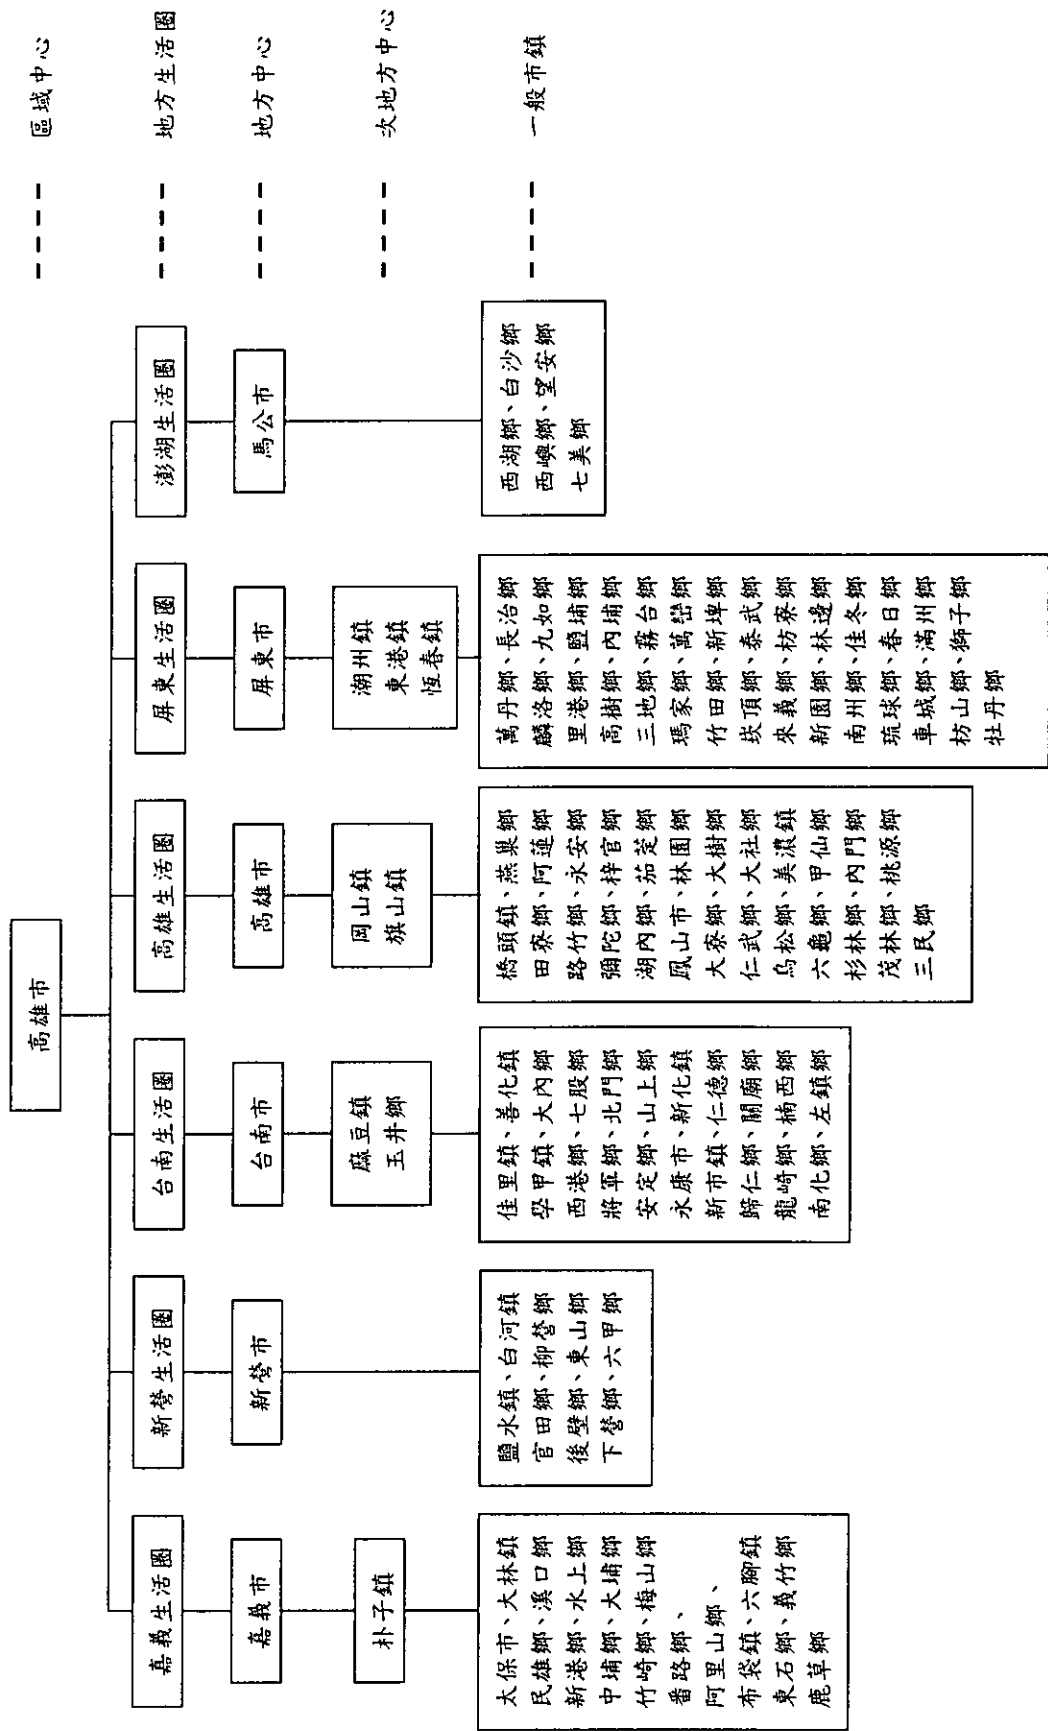 高雄市
區域中心
嘉義生活圈
新營生活圈
台南生活圈
高雄生活圈
屏東生活圈
澎湖生活圈
地方生活圈
嘉義市
新營市
台南市
高雄市
屏東市
馬公市
地方中心
朴子鎮
麻豆鎮
玉井鄉
岡山鎮
旗山鎮
潮州鎮
東港鎮
恆春鎮
次地方中心
太保市、大林鎮
民雄鄉、溪口鄉
新港鄉、水上鄉
中埔鄉、大埔鄉
竹崎鄉、梅山鄉
番路鄉、
阿里山鄉、
布袋鎮、六腳鎮
東石鄉、義竹鄉
鹿草鄉
鹽水鎮、白河鎮
官田鄉、柳營鄉
後壁鄉、東山鄉
下營鄉、六甲鄉
佳里鎮、善化鎮
學甲鎮、大內鄉
西港鄉、七股鄉
將軍鄉、北門鄉
安定鄉、山上鄉
永康市、新化鎮
新市鎮、仁德鄉
歸仁鄉、關廟鄉
龍崎鄉、楠西鄉
南化鄉、左鎮鄉
橋頭鎮、燕巢鄉
田寮鄉、阿蓮鄉
路竹鄉、永安鄉
彌陀鄉、梓官鄉
湖內鄉、茄萣鄉
鳳山市、林園鄉
大寮鄉、大樹鄉
仁武鄉、大社鄉
鳥松鄉、美濃鎮
六龜鄉、甲仙鄉
杉林鄉、內門鄉
茂林鄉、桃源鄉
三民鄉
萬丹鄉、長治鄉
麟洛鄉、九如鄉
里港鄉、鹽埔鄉
高樹鄉、內埔鄉
三地鄉、霧台鄉
瑪家鄉、萬巒鄉
竹田鄉、新埤鄉
崁頂鄉、泰武鄉
來義鄉、枋寮鄉
新園鄉、林邊鄉
南州鄉、佳冬鄉
琉球鄉、春日鄉
車城鄉、滿州鄉
枋山鄉、獅子鄉
牡丹鄉
西湖鄉、白沙鄉
西嶼鄉、望安鄉
七美鄉
一般市鎮